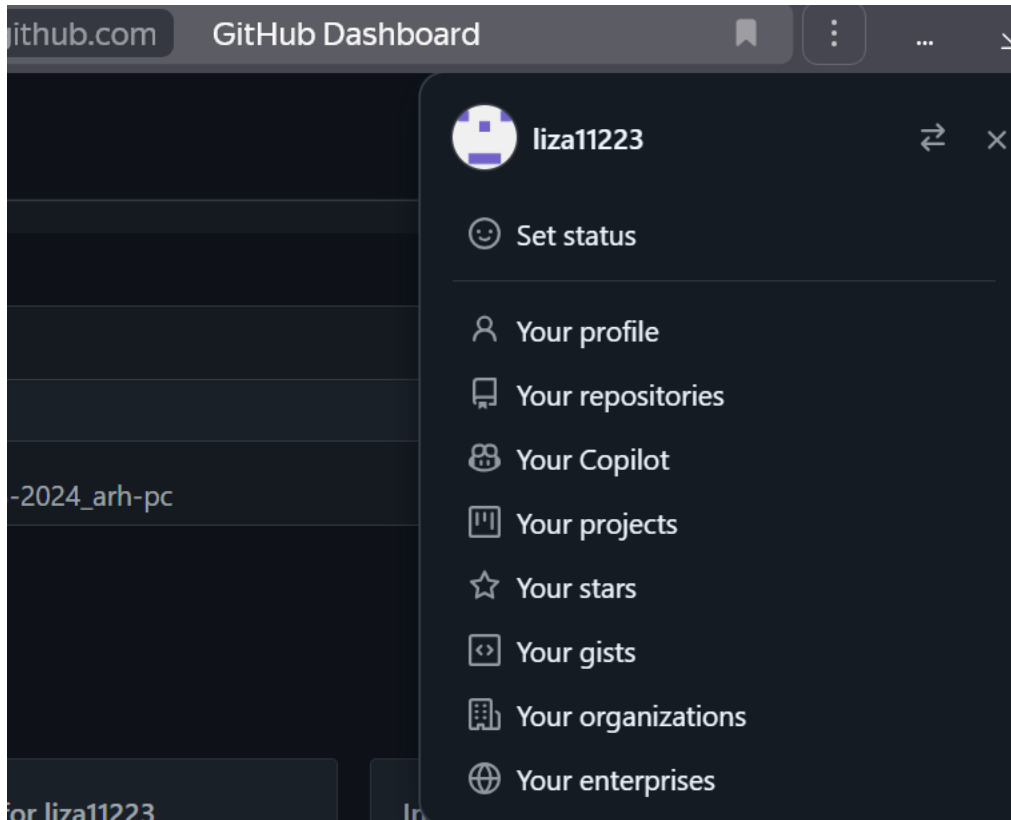 github.com GitHub Dashboard
liza11223
Set status
Your profile
Your repositories
Your Copilot
-2024_arh-pc
Your projects
Your stars
Your gists
Your organizations
Your enterprises
for liza11223